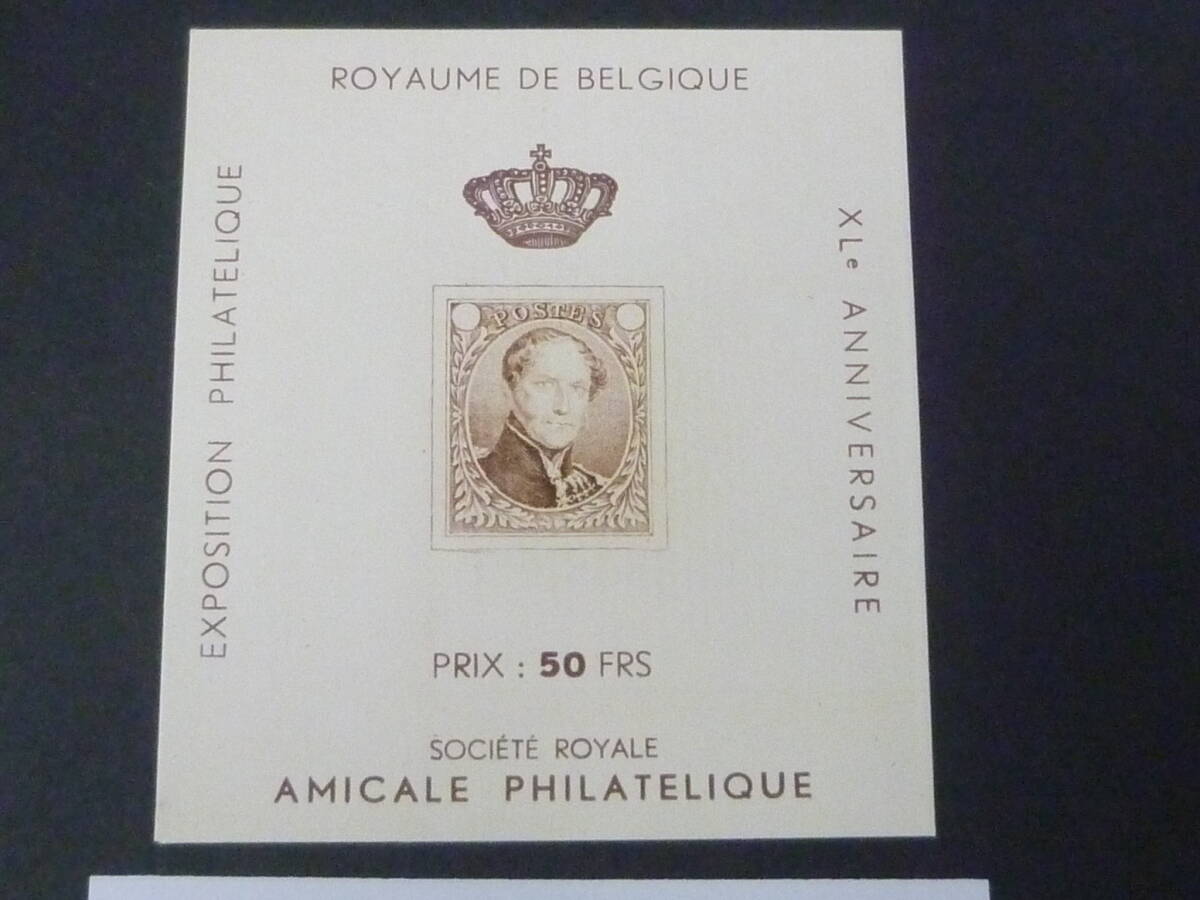 ROYAUME DE BELGIQUE
EXPOSITION PHILATELIQUE
XLe ANNIVERSAIRE
POSTES
PRIX : 50 FRS
SOCIÉTÉ ROYALE
AMICALE PHILATELIQUE